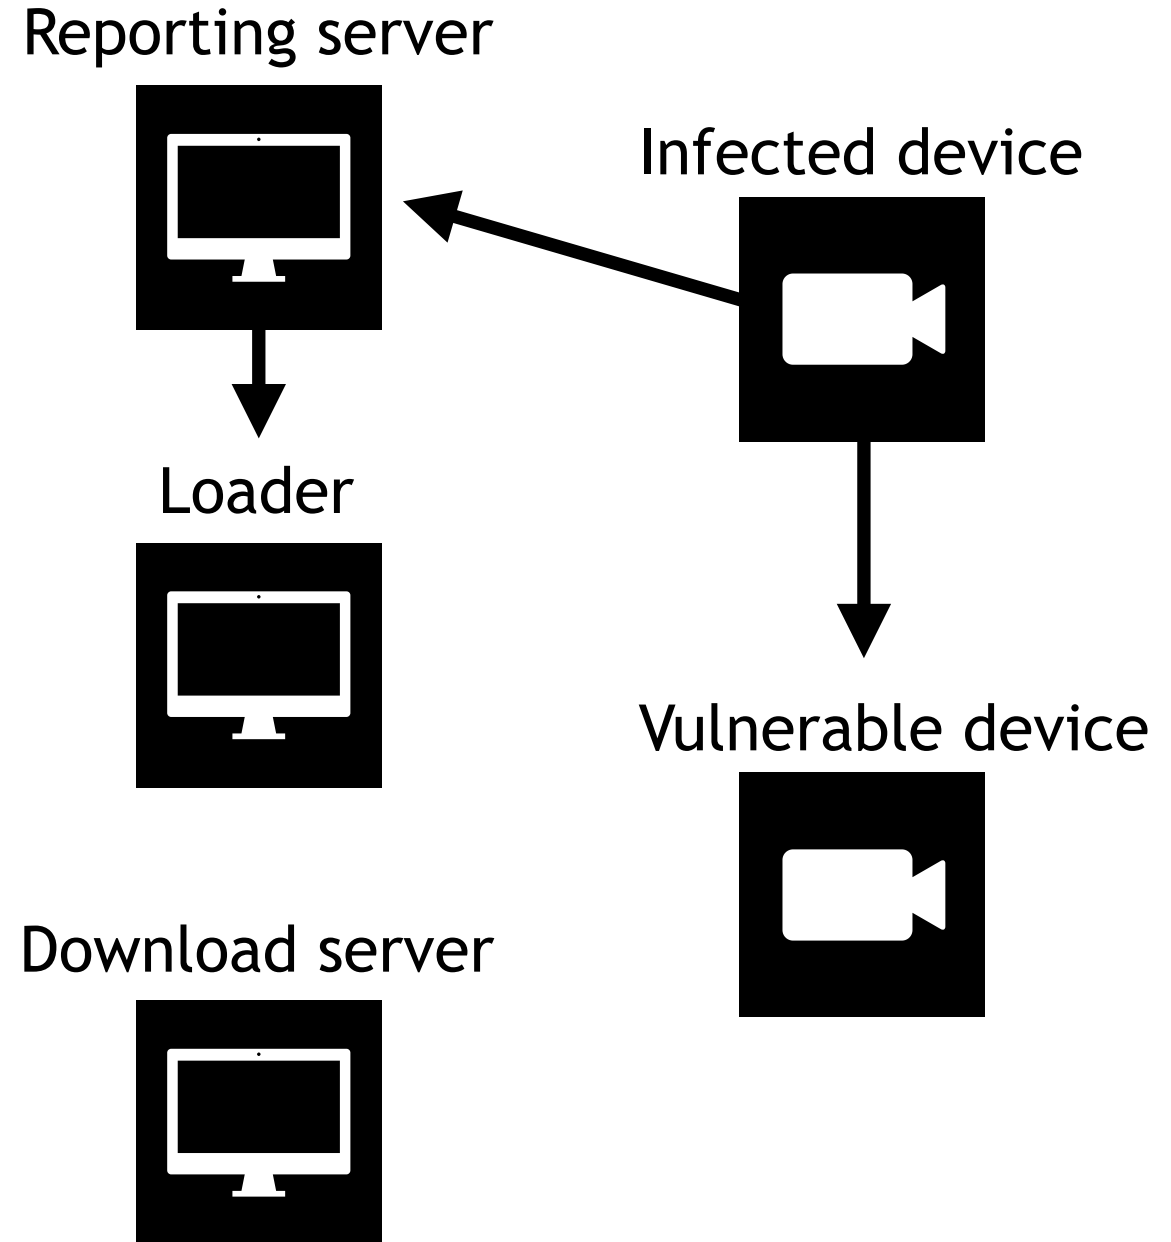 Reporting server
Infected device
Loader
Vulnerable device
Download server